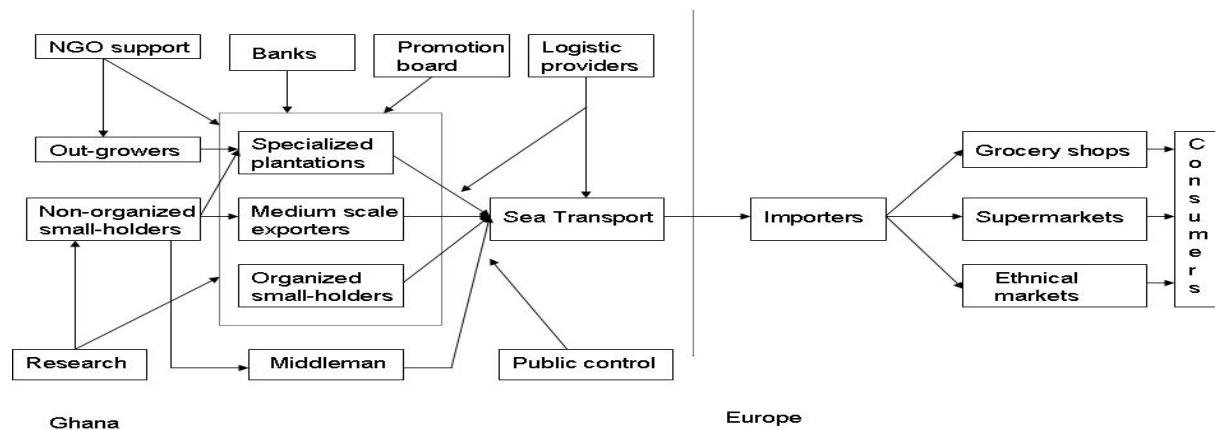 NGO support
Banks
Promotion
board
Logistic
providers
Out-growers
Specialized
plantations
Grocery shops
Non-organized
small-holders
Medium scale
exporters
Sea Transport
Importers
Supermarkets
Organized
small-holders
Ethnical
markets
Consumers
Research
Middleman
Public control
Ghana
Europe